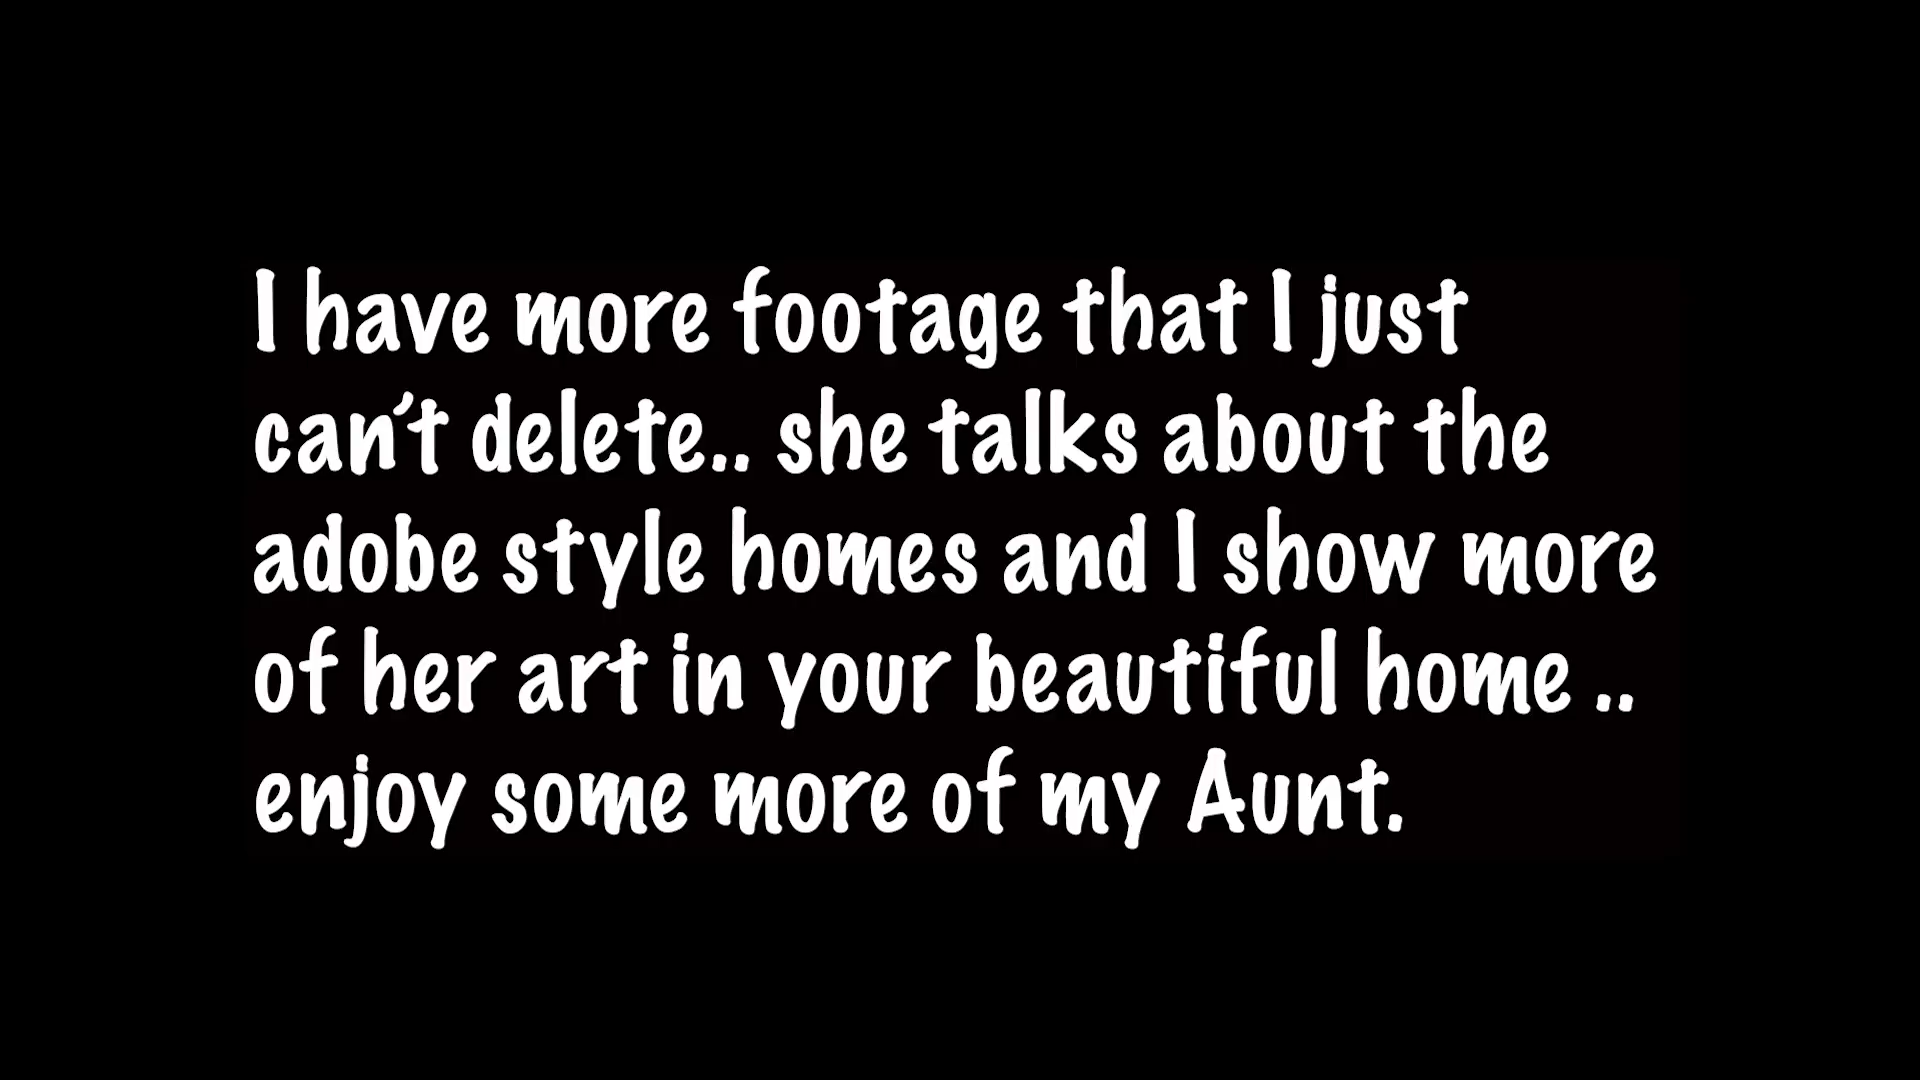 I have more footage that I just
can't delete.. she talks about the
adobe style homes and I show more
of her art in your beautiful home ..
enjoy some more of my Aunt.